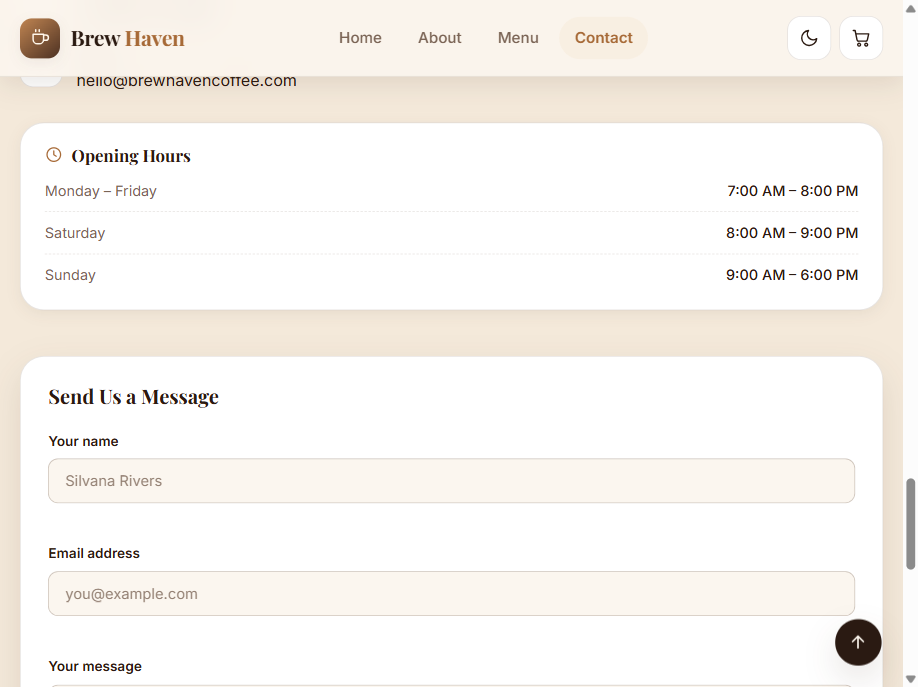 Brew Haven
Home
About
Menu
Contact
hello@brewhavencoffee.com
Opening Hours
Monday – Friday 7:00 AM – 8:00 PM
Saturday 8:00 AM – 9:00 PM
Sunday 9:00 AM – 6:00 PM
Send Us a Message
Your name
Silvana Rivers
Email address
you@example.com
Your message